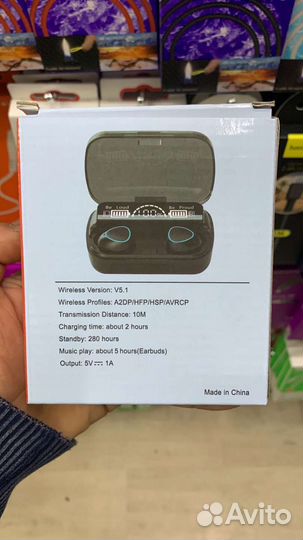 Be Loud 100 Be Proud
Wireless Version: V5.1
Wireless Profiles: A2DP/HFP/HSP/AVRCP
Transmission Distance: 10M
Charging time: about 2 hours
Standby: 280 hours
Music play: about 5 hours(Earbuds)
Output: 5V⎓1A
Made in China
Avito